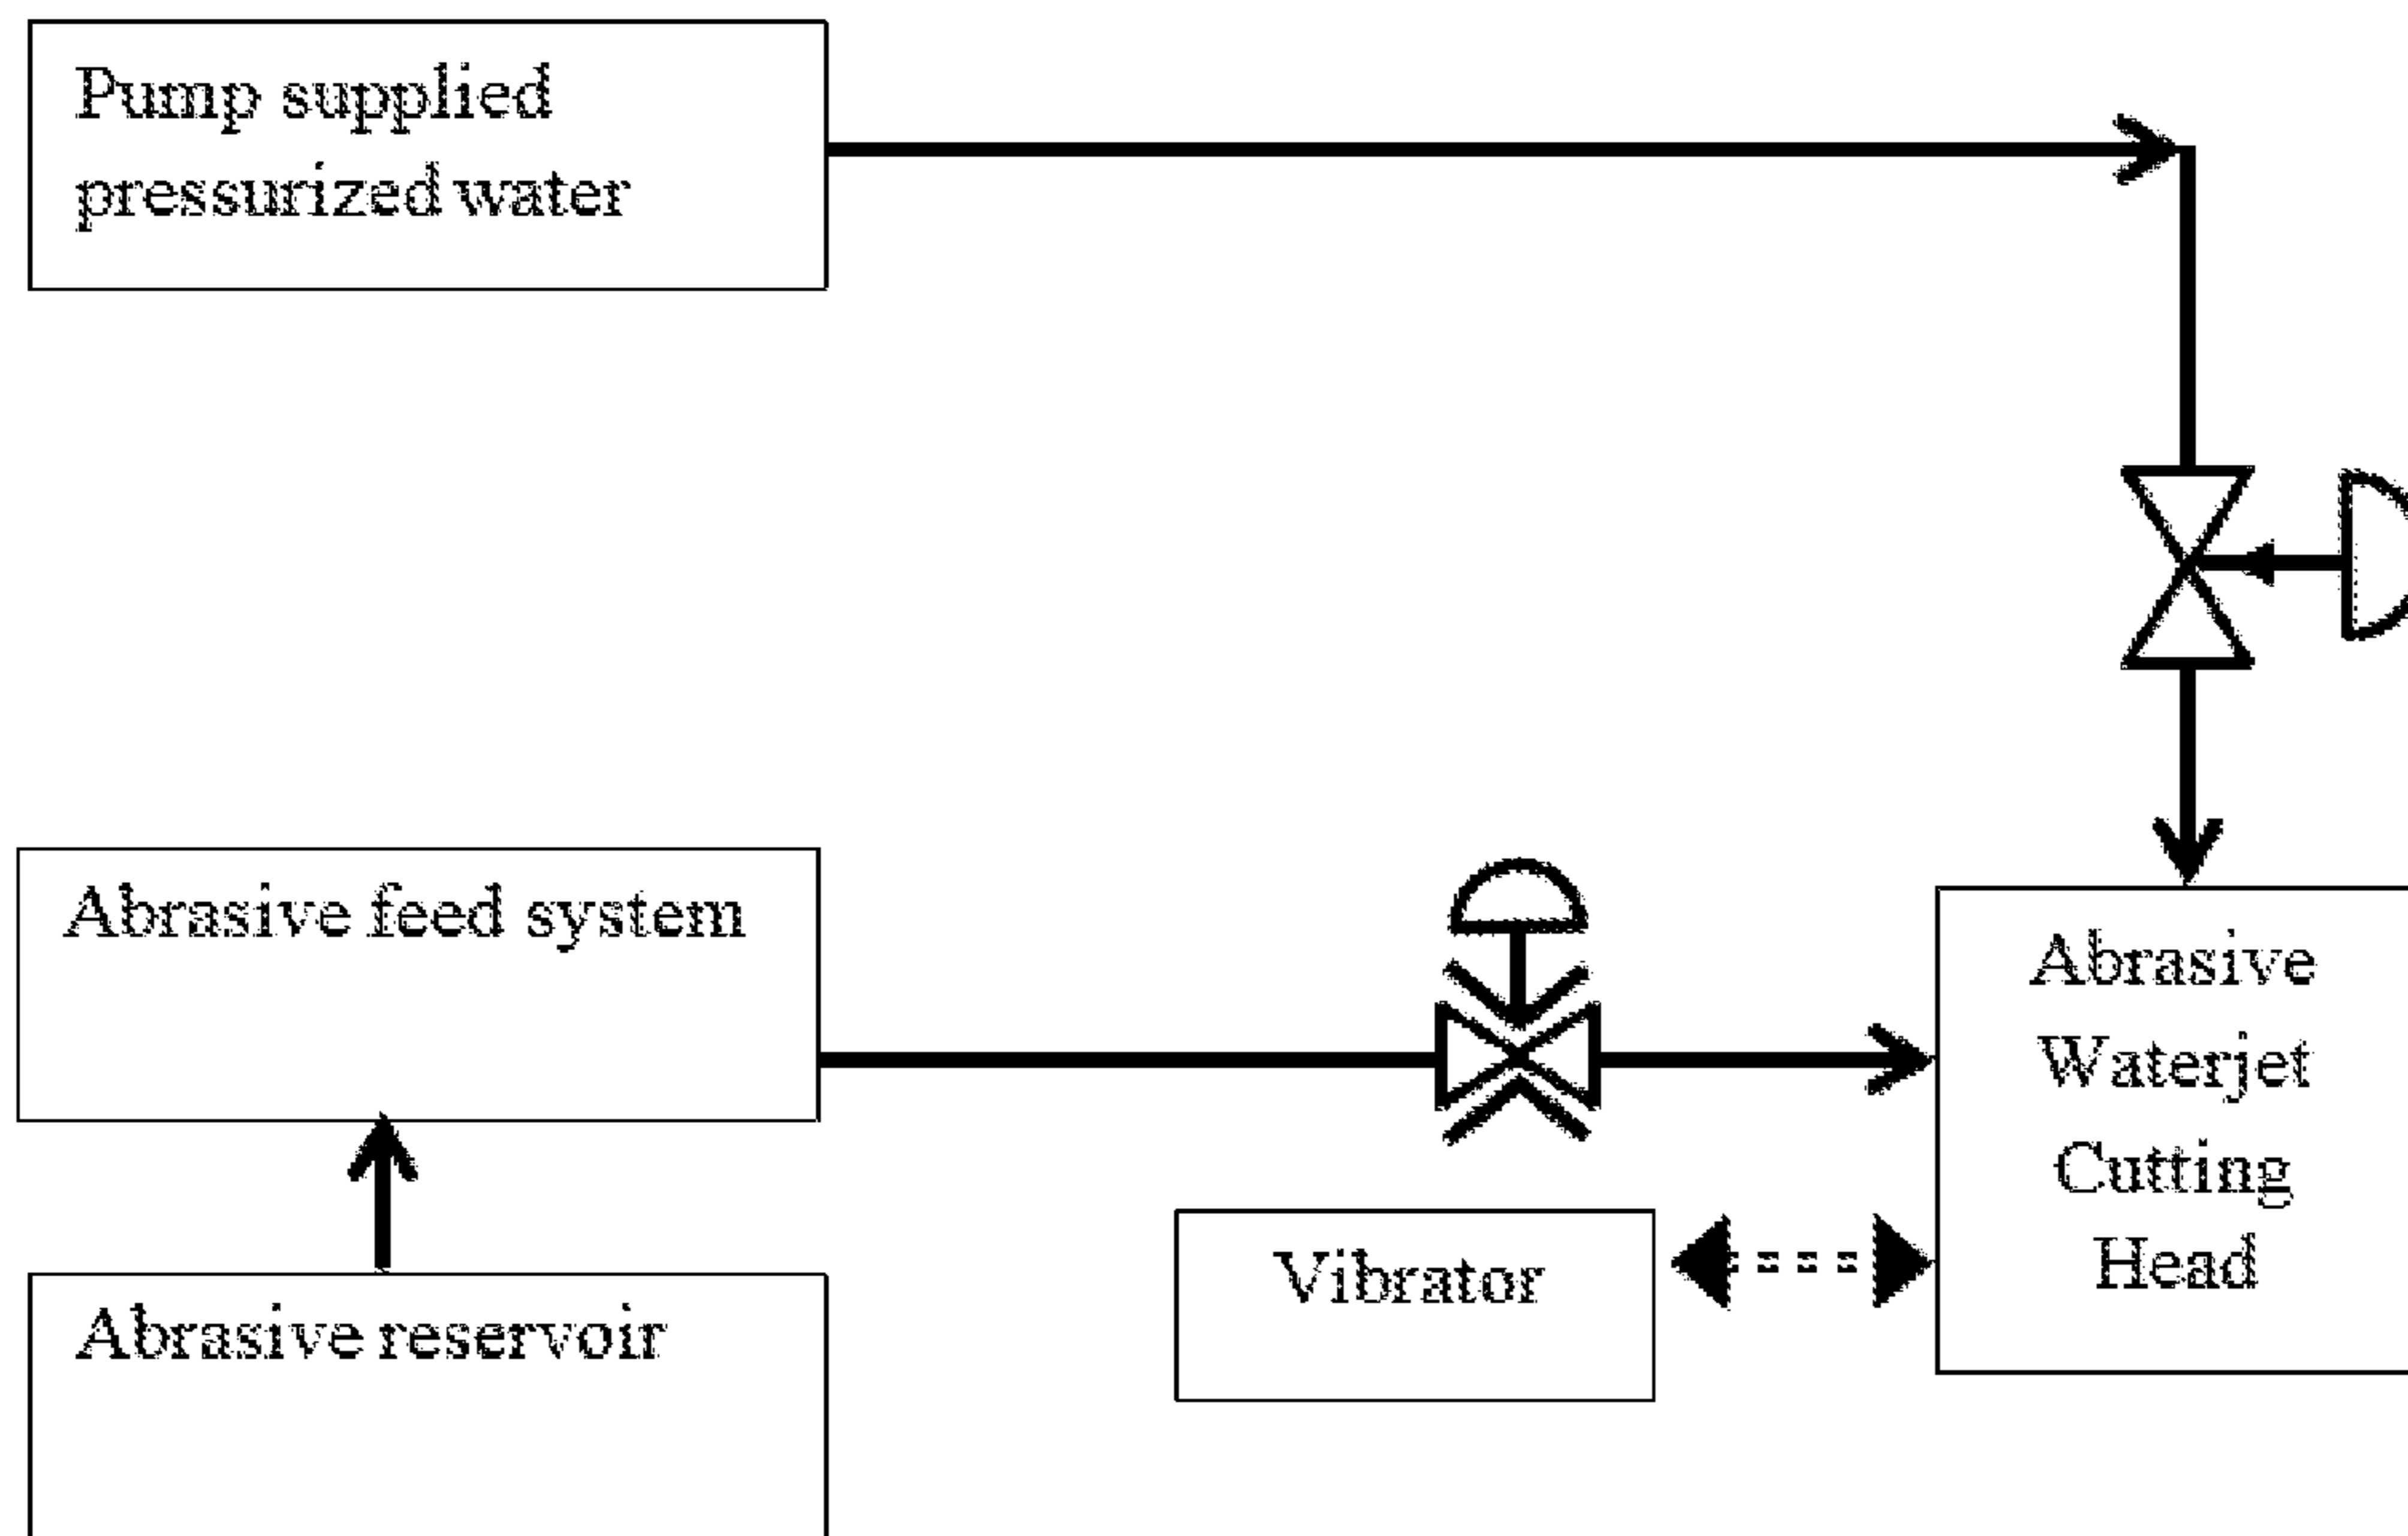 Pump supplied
pressurized water
Abrasive feed system
Abrasive
Waterjet
Cutting
Head
Vibrator
Abrasive reservoir